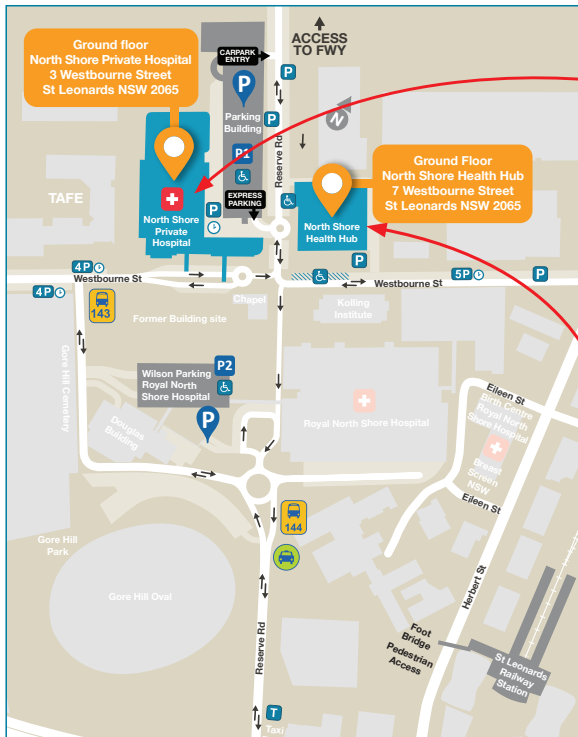 ACCESS
TO FWY
Ground floor
North Shore Private Hospital
3 Westbourne Street
St Leonards NSW 2065
CARPARK
ENTRY
P
P
Parking
Building
P
P1
Reserve Rd
N
Ground Floor
North Shore Health Hub
7 Westbourne Street
St Leonards NSW 2065
TAFE
EXPRESS
PARKING
North Shore
Private
Hospital
P
North Shore
Health Hub
P
4P
Westbourne St
4P
143
Chapel
Westbourne St
5P
P
Former Building site
Kolling
Institute
Gore Hill Cemetery
Wilson Parking
Royal North
Shore Hospital
P2
P
Douglas
Building
Royal North Shore Hospital
Eileen St
Birth Centre
Royal North
Shore Hospital
Breast
Screen
NSW
Eileen St
144
Gore Hill
Park
Gore Hill Oval
Herbert St
Reserve Rd
Foot
Bridge
Pedestrian
Access
St Leonards
Railway
Station
T
Taxi